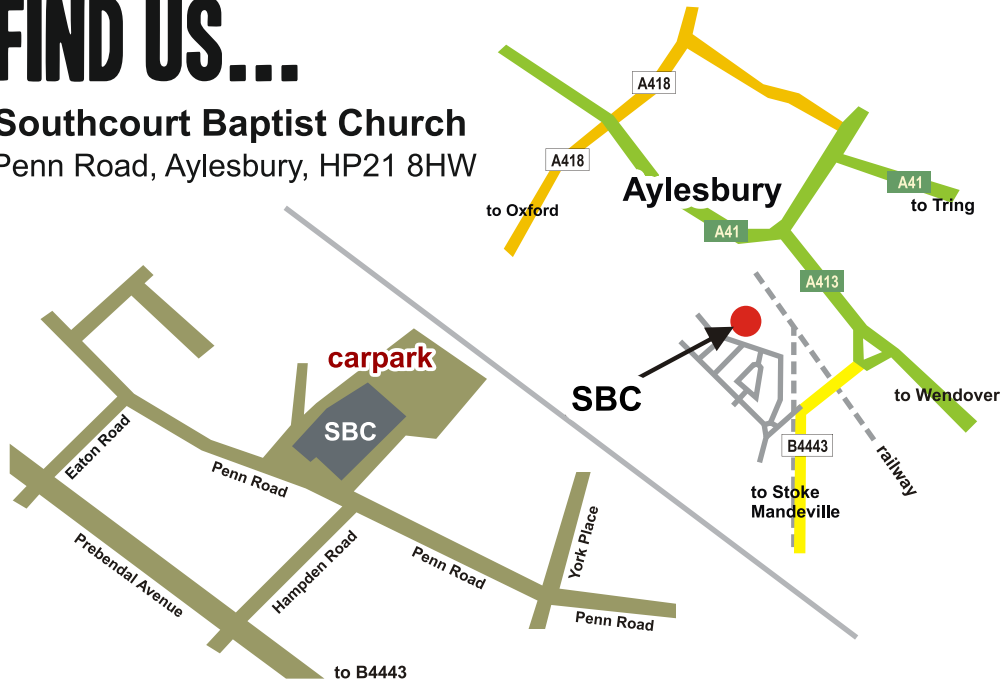 FIND US...
Southcourt Baptist Church
Penn Road, Aylesbury, HP21 8HW
A418
A418
to Oxford
Aylesbury
A41
A41
to Tring
A413
SBC
to Wendover
B4443
railway
to Stoke
Mandeville
carpark
SBC
Eaton Road
Penn Road
Prebendal Avenue
Hampden Road
Penn Road
York Place
Penn Road
to B4443